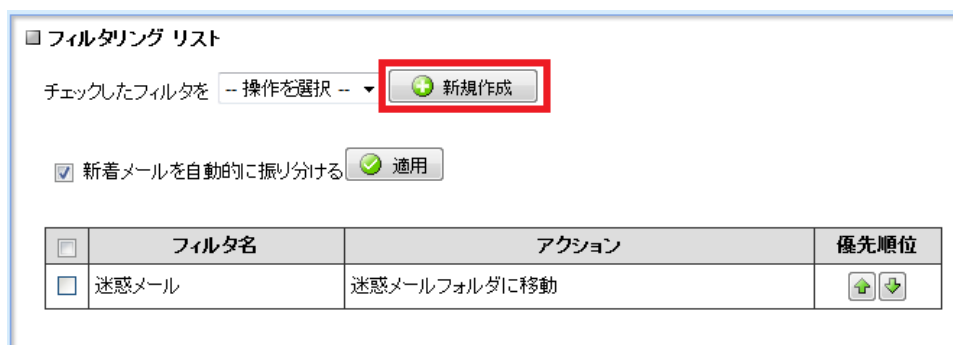 フィルタリング リスト
チェックしたフィルタを -- 操作を選択 -- 新規作成
新着メールを自動的に振り分ける 適用
フィルタ名 アクション 優先順位
迷惑メール 迷惑メールフォルダに移動